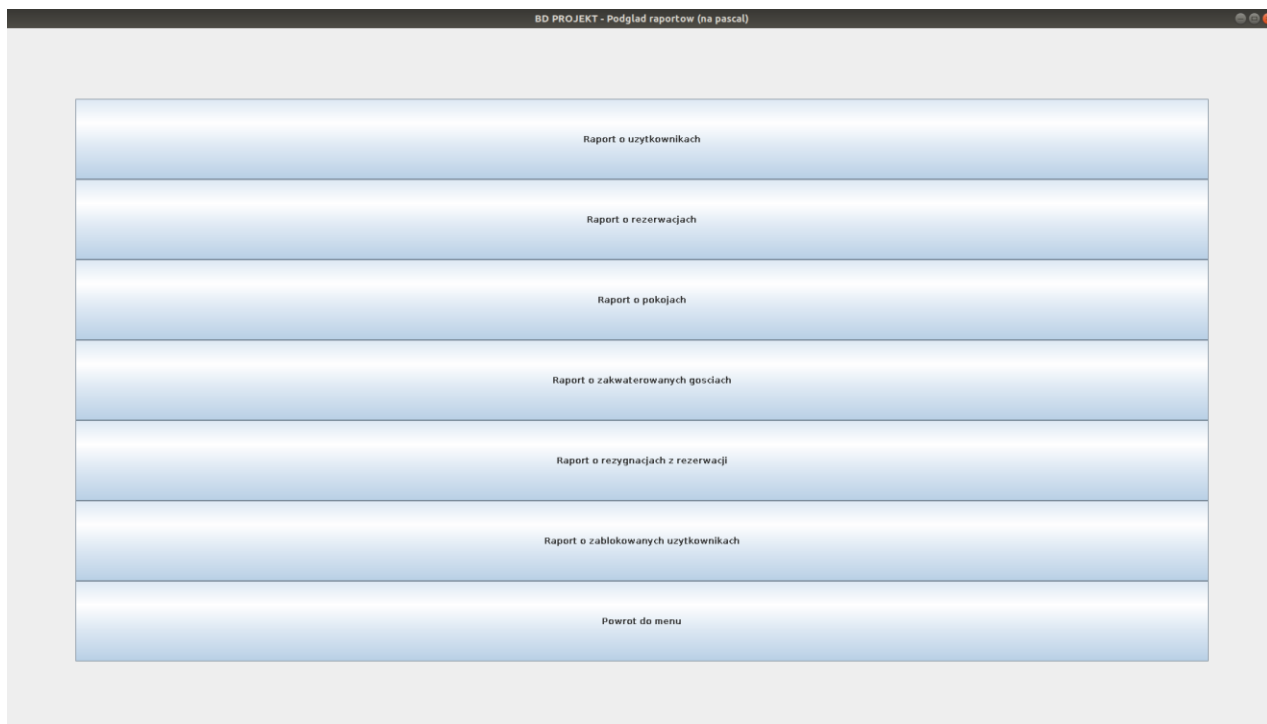 BD PROJEKT - Podglad raportow (na pascal)
Raport o uzytkownikach
Raport o rezerwacjach
Raport o pokojach
Raport o zakwaterowanych gosciach
Raport o rezygnacjach z rezerwacji
Raport o zablokowanych uzytkownikach
Powrot do menu